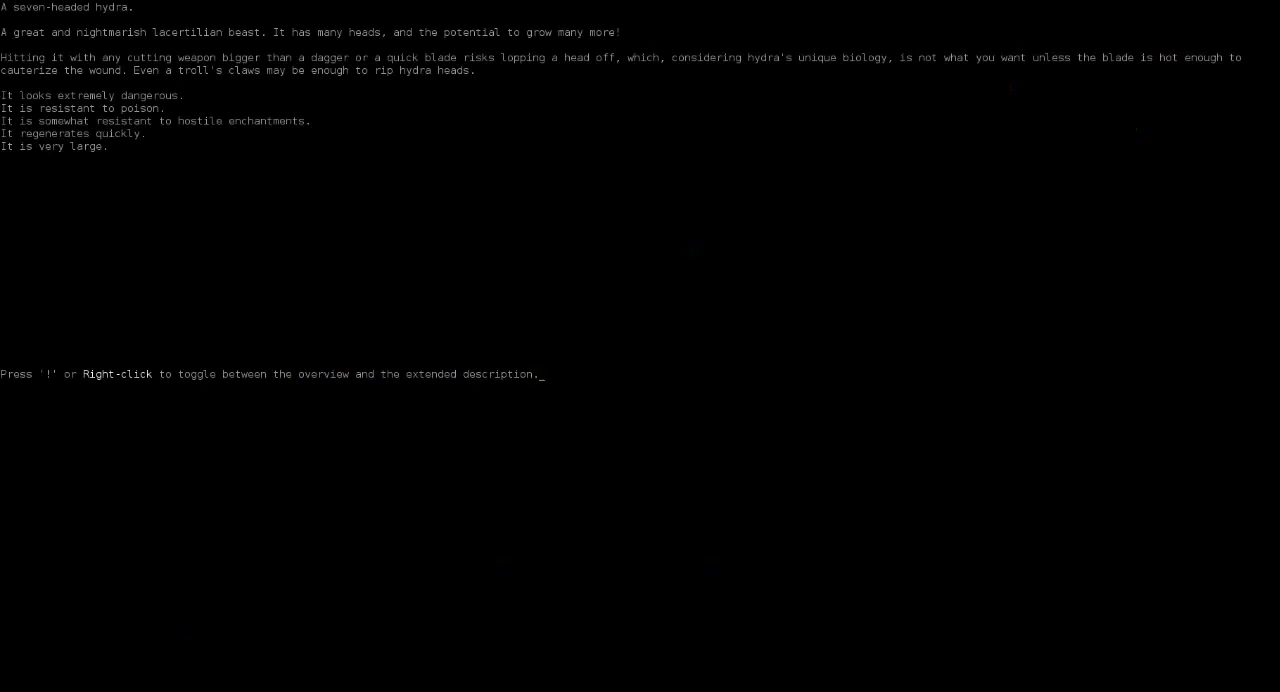 A seven-headed hydra.
A great and nightmarish lacertilian beast. It has many heads, and the potential to grow many more!
Hitting it with any cutting weapon bigger than a dagger or a quick blade risks lopping a head off, which, considering hydra's unique biology, is not what you want unless the blade is hot enough to
cauterize the wound. Even a troll's claws may be enough to rip hydra heads.
It looks extremely dangerous.
It is resistant to poison.
It is somewhat resistant to hostile enchantments.
It regenerates quickly.
It is very large.
Press '!' or Right-click to toggle between the overview and the extended description._